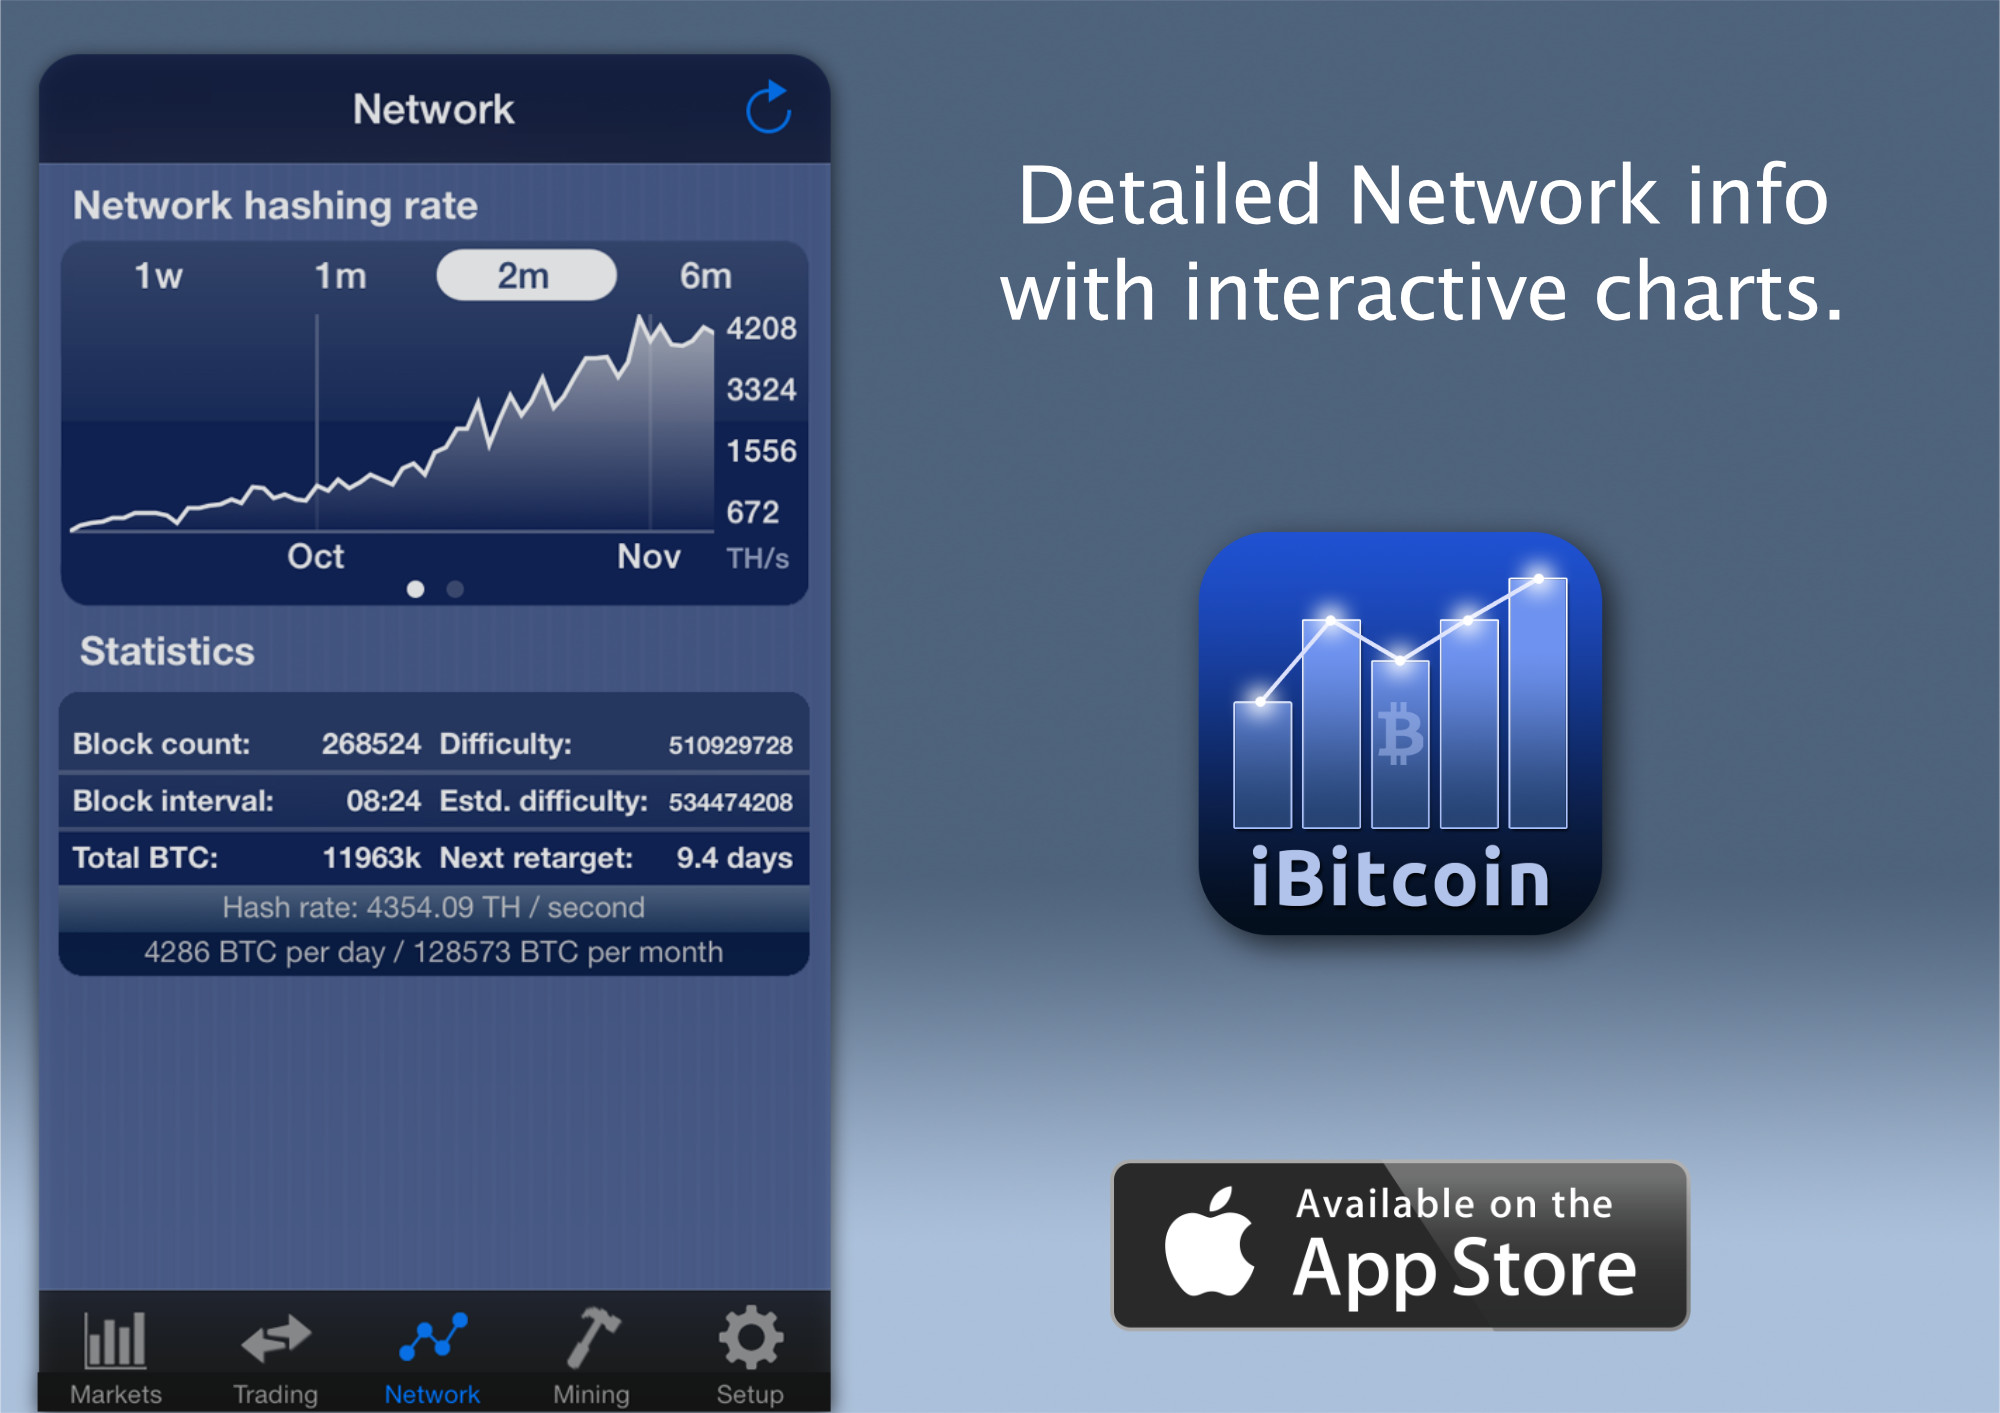 Network
Network hashing rate
1w 1m 2m 6m
4208
3324
1556
672
Oct Nov TH/s
Statistics
Block count: 268524 Difficulty: 510929728
Block interval: 08:24 Estd. difficulty: 534474208
Total BTC: 11963k Next retarget: 9.4 days
Hash rate: 4354.09 TH / second
4286 BTC per day / 128573 BTC per month
Markets Trading Network Mining Setup
Detailed Network info
with interactive charts.
iBitcoin
Available on the
App Store